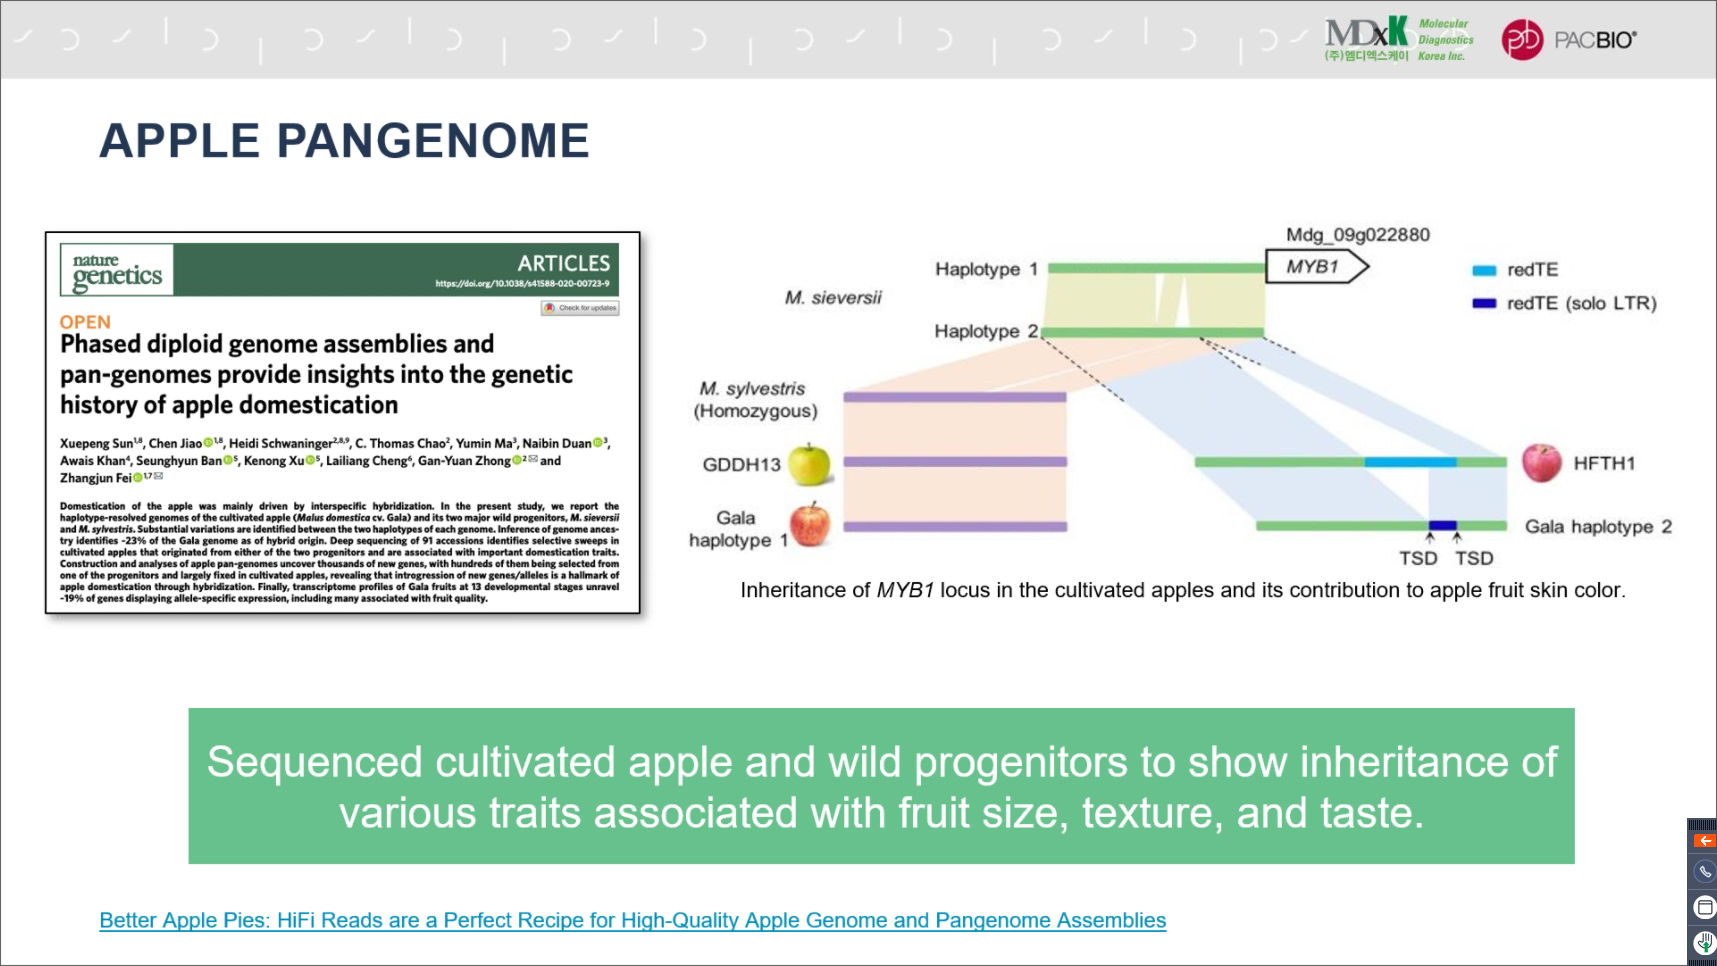 MDxK Molecular Diagnostics Korea Inc.
(주)엠디엑스케이
PACBIO®
APPLE PANGENOME
nature genetics
ARTICLES
https://doi.org/10.1038/s41588-020-00723-9
Check for updates
OPEN
Phased diploid genome assemblies and
pan-genomes provide insights into the genetic
history of apple domestication
Xuepeng Sun1,8, Chen Jiao 1,8, Heidi Schwaninger2,8,9, C. Thomas Chao2, Yumin Ma3, Naibin Duan 3,
Awais Khan4, Seunghyun Ban 5, Kenong Xu 5, Lailiang Cheng6, Gan-Yuan Zhong 2 and
Zhangjun Fei 1,7
Domestication of the apple was mainly driven by interspecific hybridization. In the present study, we report the
haplotype-resolved genomes of the cultivated apple (Malus domestica cv. Gala) and its two major wild progenitors, M. sieversii
and M. sylvestris. Substantial variations are identified between the two haplotypes of each genome. Inference of genome ances-
try identifies ~23% of the Gala genome as of hybrid origin. Deep sequencing of 91 accessions identifies selective sweeps in
cultivated apples that originated from either of the two progenitors and are associated with important domestication traits.
Construction and analyses of apple pan-genomes uncover thousands of new genes, with hundreds of them being selected from
one of the progenitors and largely fixed in cultivated apples, revealing that introgression of new genes/alleles is a hallmark of
apple domestication through hybridization. Finally, transcriptome profiles of Gala fruits at 13 developmental stages unravel
~19% of genes displaying allele-specific expression, including many associated with fruit quality.
Mdg_09g022880
Haplotype 1
MYB1
redTE
M. sieversii
redTE (solo LTR)
Haplotype 2
M. sylvestris
(Homozygous)
GDDH13
HFTH1
Gala
haplotype 1
Gala haplotype 2
TSD TSD
Inheritance of MYB1 locus in the cultivated apples and its contribution to apple fruit skin color.
Sequenced cultivated apple and wild progenitors to show inheritance of
various traits associated with fruit size, texture, and taste.
Better Apple Pies: HiFi Reads are a Perfect Recipe for High-Quality Apple Genome and Pangenome Assemblies